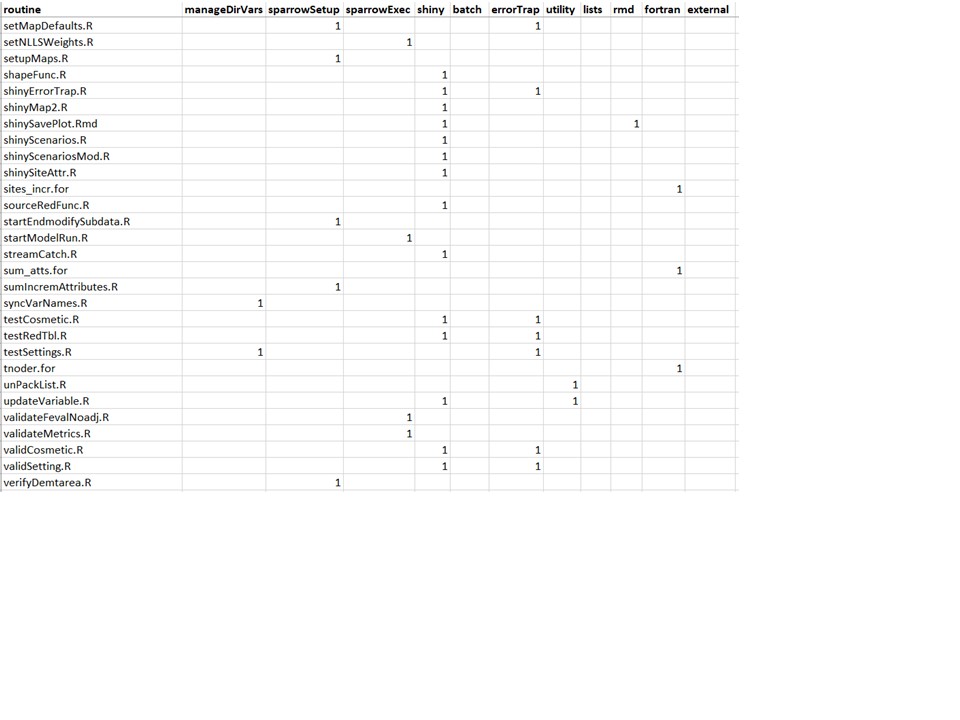 routine manageDirVars sparrowSetup sparrowExec shiny batch errorTrap utility lists rmd fortran external
setMapDefaults.R 1 1
setNLLSWeights.R 1
setupMaps.R 1
shapeFunc.R 1
shinyErrorTrap.R 1 1
shinyMap2.R 1
shinySavePlot.Rmd 1 1
shinyScenarios.R 1
shinyScenariosMod.R 1
shinySiteAttr.R 1
sites_incr.for 1
sourceRedFunc.R 1
startEndmodifySubdata.R 1
startModelRun.R 1
streamCatch.R 1
sum_atts.for 1
sumIncremAttributes.R 1
syncVarNames.R 1
testCosmetic.R 1 1
testRedTbl.R 1 1
testSettings.R 1 1
tnoder.for 1
unPackList.R 1
updateVariable.R 1 1
validateFevalNoadj.R 1
validateMetrics.R 1
validCosmetic.R 1 1
validSetting.R 1 1
verifyDemtarea.R 1